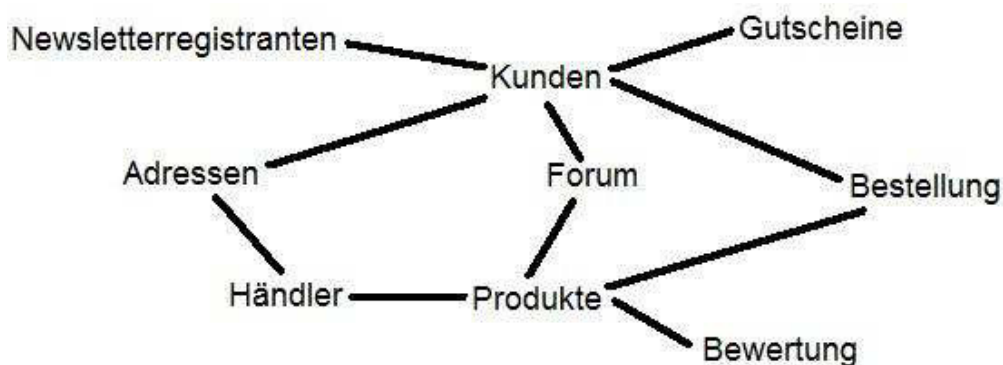 Newsletterregistranten
Gutscheine
Kunden
Adressen
Forum
Bestellung
Händler
Produkte
Bewertung